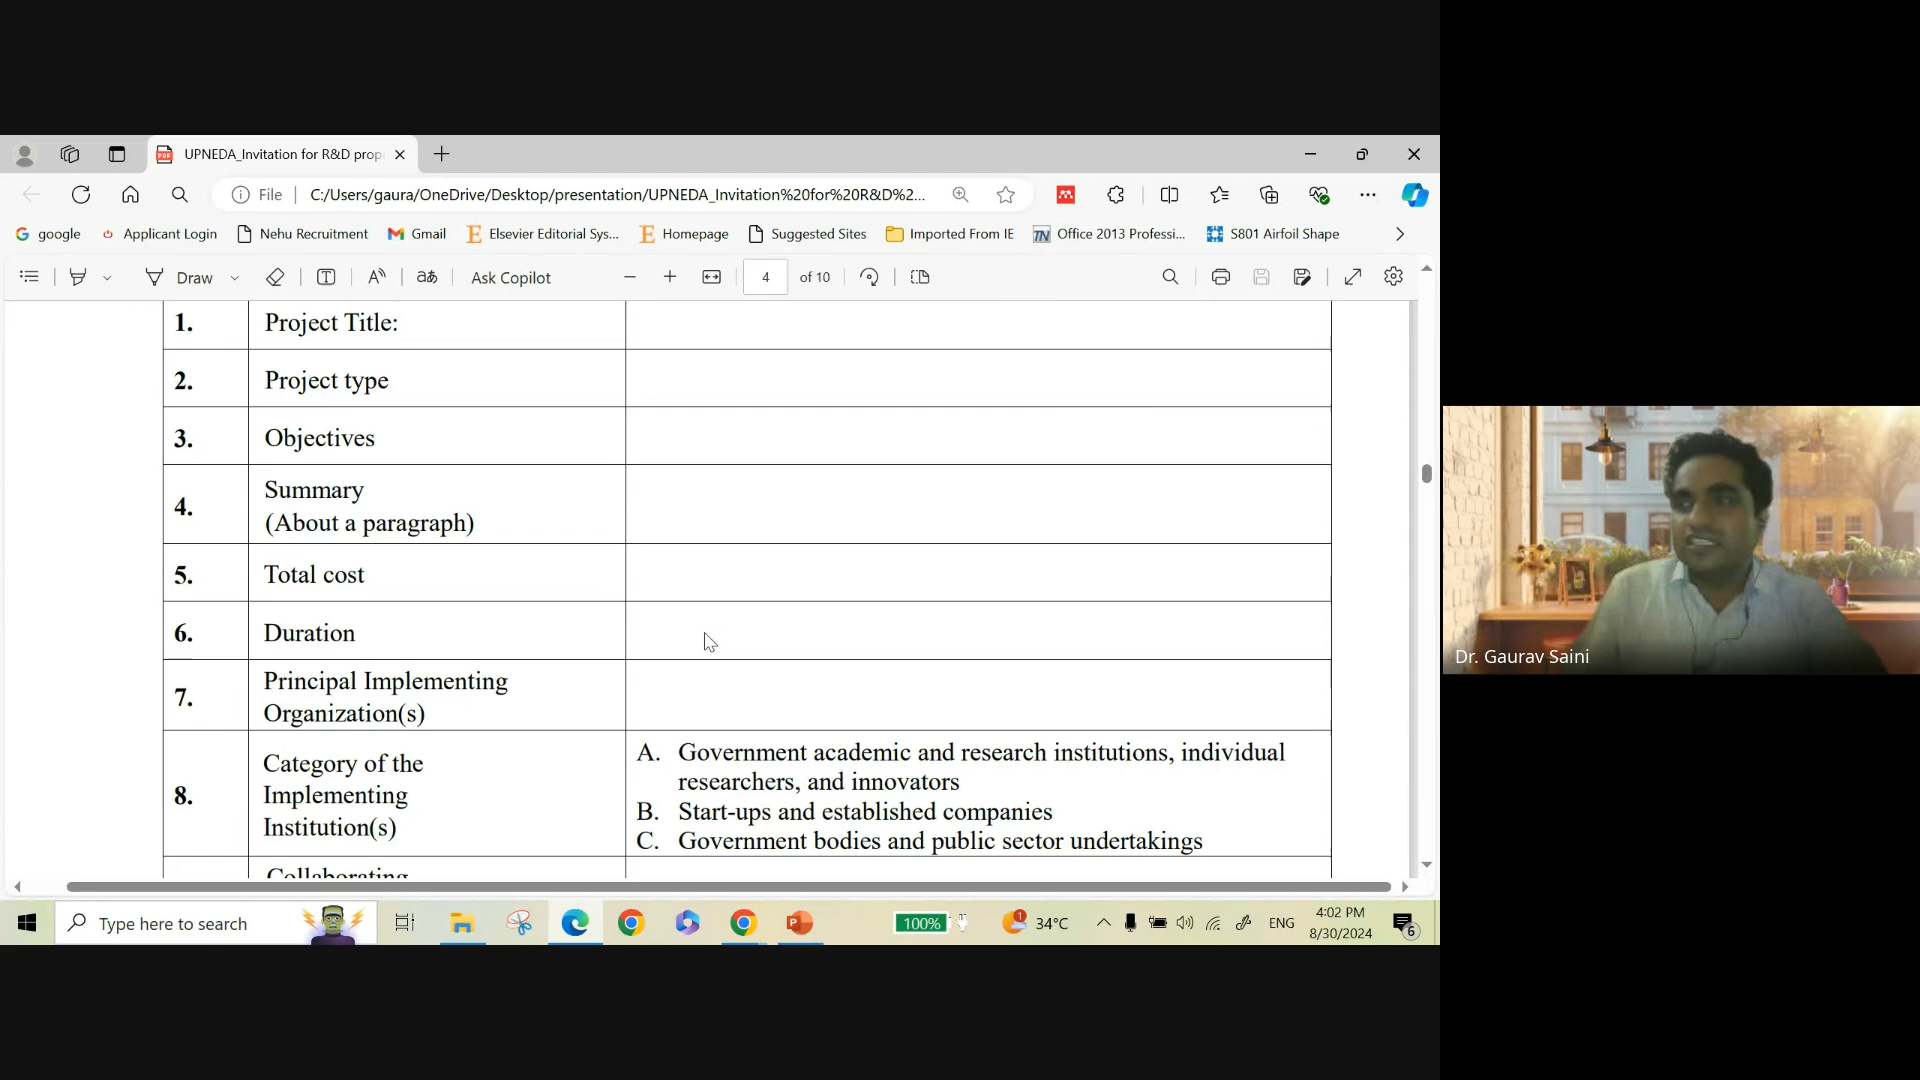 UPNEDA_Invitation for R&D prop
File
C:/Users/gaura/OneDrive/Desktop/presentation/UPNEDA_Invitation%20for%20R&D%2...
google
Applicant Login
Nehu Recruitment
Gmail
Elsevier Editorial Sys...
Homepage
Suggested Sites
Imported From IE
Office 2013 Professi...
S801 Airfoil Shape
Draw
Ask Copilot
4
of 10
1. Project Title:
2. Project type
3. Objectives
4. Summary
(About a paragraph)
5. Total cost
6. Duration
7. Principal Implementing
Organization(s)
8. Category of the
Implementing
Institution(s)
A. Government academic and research institutions, individual
researchers, and innovators
B. Start-ups and established companies
C. Government bodies and public sector undertakings
Collaborating
Dr. Gaurav Saini
Type here to search
100%
1
34°C
ENG
4:02 PM
8/30/2024
6